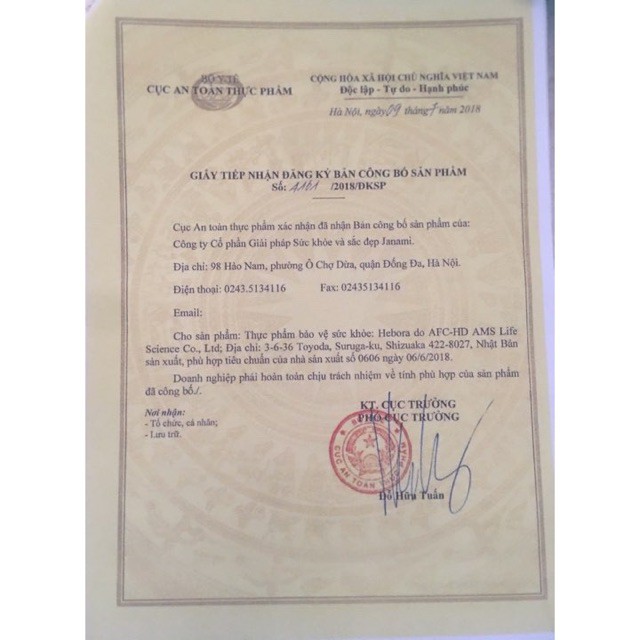 BỘ Y TẾ
CỤC AN TOÀN THỰC PHẨM
CỘNG HÒA XÃ HỘI CHỦ NGHĨA VIỆT NAM
Độc lập - Tự do - Hạnh phúc
Hà Nội, ngày 09 tháng 7 năm 2018
GIẤY TIẾP NHẬN ĐĂNG KÝ BẢN CÔNG BỐ SẢN PHẨM
Số: 4161 /2018/ĐKSP
Cục An toàn thực phẩm xác nhận đã nhận Bản công bố sản phẩm của:
Công ty Cổ phần Giải pháp Sức khỏe và sắc đẹp Janami.
Địa chỉ: 98 Hào Nam, phường Ô Chợ Dừa, quận Đống Đa, Hà Nội.
Điện thoại: 0243.5134116 Fax: 02435134116
Email:
Cho sản phẩm: Thực phẩm bảo vệ sức khỏe: Hebora do AFC-HD AMS Life
Science Co., Ltd; Địa chỉ: 3-6-36 Toyoda, Suruga-ku, Shizuaka 422-8027, Nhật Bản
sản xuất, phù hợp tiêu chuẩn của nhà sản xuất số 0606 ngày 06/6/2018.
Doanh nghiệp phải hoàn toàn chịu trách nhiệm về tính phù hợp của sản phẩm
đã công bố./.
Nơi nhận:
- Tổ chức, cá nhân;
- Lưu trữ.
KT. CỤC TRƯỞNG
PHÓ CỤC TRƯỞNG
CỤC AN TOÀN THỰC PHẨM
Đỗ Hữu Tuấn